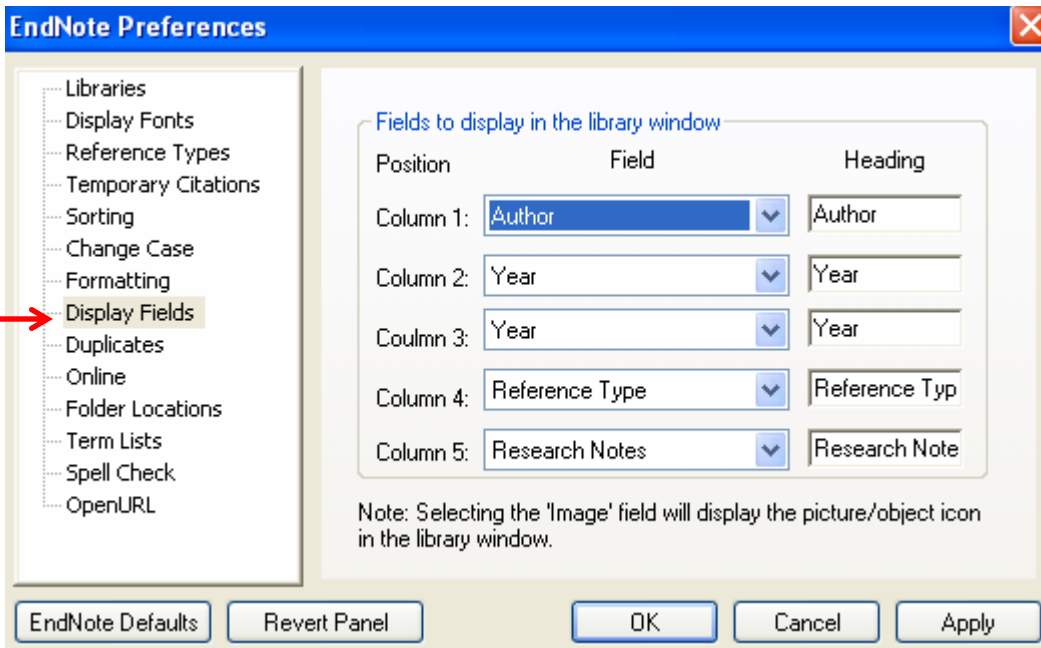 EndNote Preferences
Libraries
Display Fonts
Reference Types
Temporary Citations
Sorting
Change Case
Formatting
Display Fields
Duplicates
Online
Folder Locations
Term Lists
Spell Check
OpenURL
Fields to display in the library window
Position Field Heading
Column 1: Author Author
Column 2: Year Year
Coulmn 3: Year Year
Column 4: Reference Type Reference Typ
Column 5: Research Notes Research Note
Note: Selecting the 'Image' field will display the picture/object icon
in the library window.
EndNote Defaults Revert Panel OK Cancel Apply